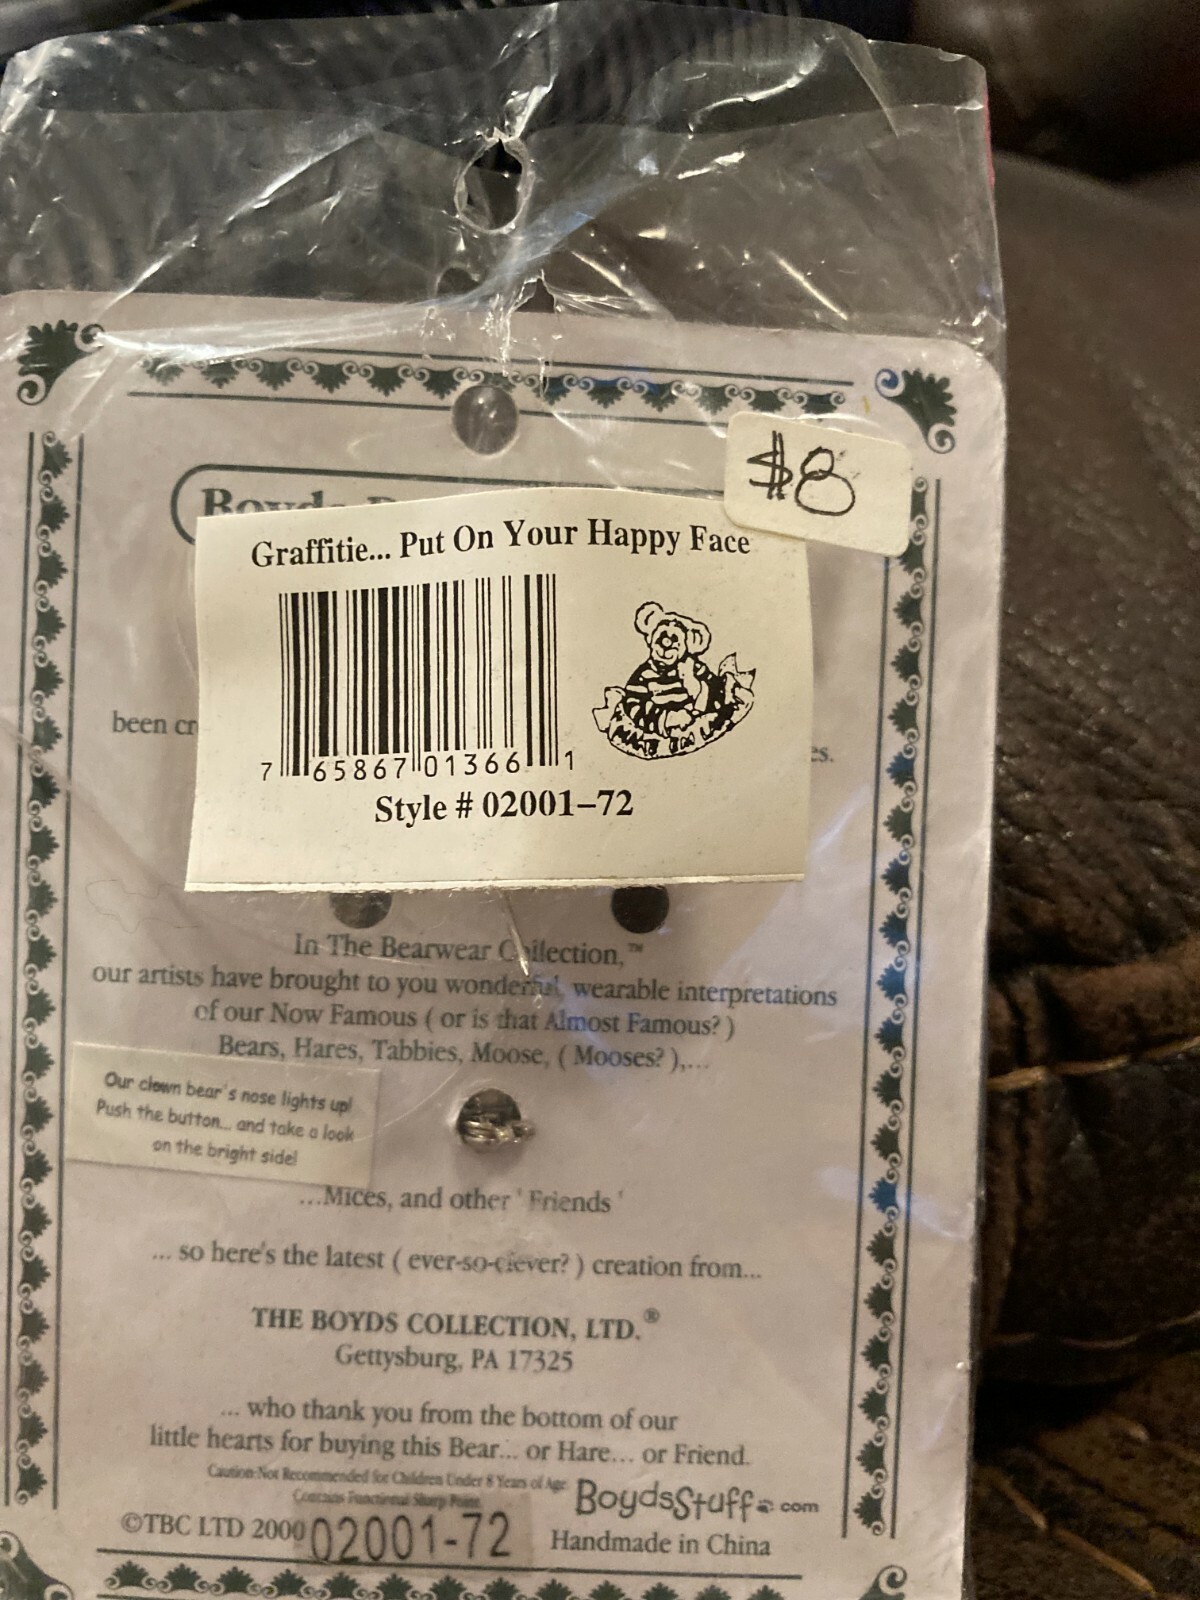 $8
Boyds
Graffitie... Put On Your Happy Face
7 65867 01366 1
Style # 02001–72
been
In The Bearwear Collection,™
our artists have brought to you wonderful, wearable interpretations
of our Now Famous ( or is that Almost Famous? )
Bears, Hares, Tabbies, Moose, ( Mooses? ),...
Our clown bear's nose lights up!
Push the button... and take a look
on the bright side!
...Mices, and other ' Friends '
... so here's the latest ( ever-so-clever? ) creation from...
THE BOYDS COLLECTION, LTD.®
Gettysburg, PA 17325
... who thank you from the bottom of our
little hearts for buying this Bear... or Hare... or Friend.
Caution: Not Recommended for Children Under 8 Years of Age
Contains Functional Sharp Point.
BoydsStuff.com
©TBC LTD 2000 02001-72
Handmade in China